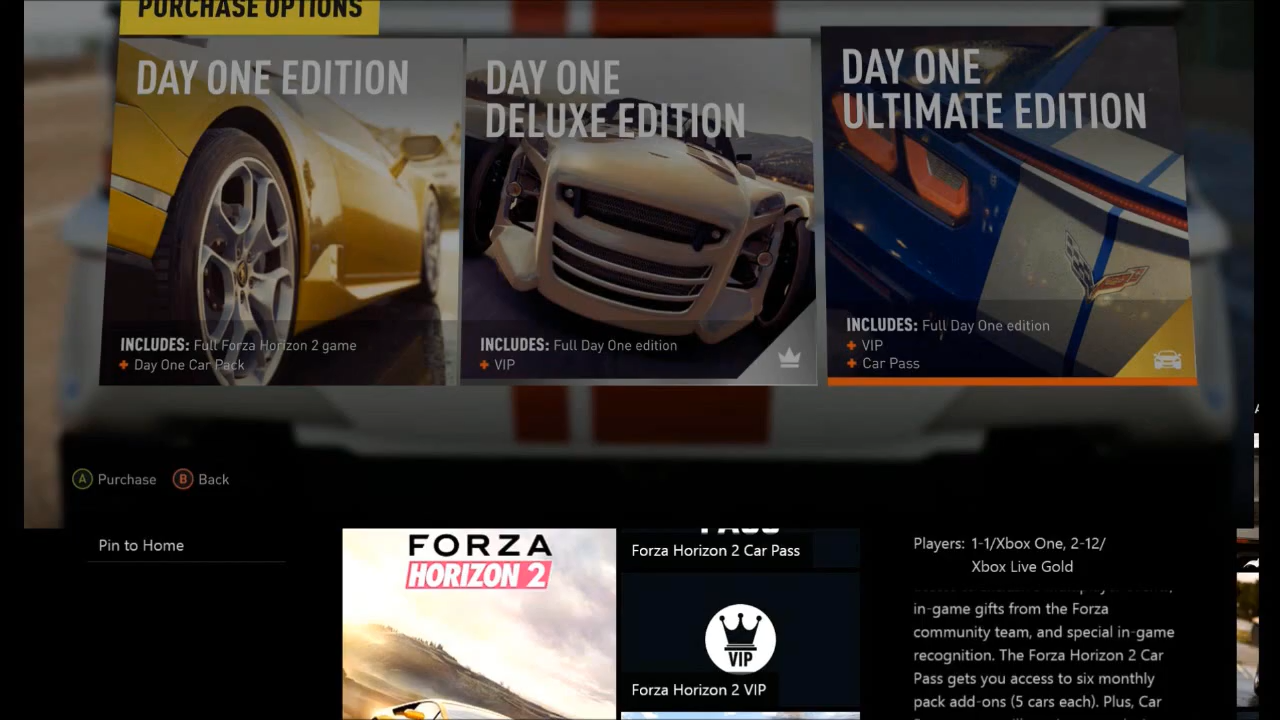 PURCHASE OPTIONS
DAY ONE EDITION
INCLUDES: Full Forza Horizon 2 game
+ Day One Car Pack
DAY ONE
DELUXE EDITION
INCLUDES: Full Day One edition
+ VIP
DAY ONE
ULTIMATE EDITION
INCLUDES: Full Day One edition
+ VIP
+ Car Pass
A Purchase B Back
Pin to Home
FORZA
HORIZON 2
PASS
Forza Horizon 2 Car Pass
VIP
Forza Horizon 2 VIP
Players: 1-1/Xbox One, 2-12/
Xbox Live Gold
in-game gifts from the Forza
community team, and special in-game
recognition. The Forza Horizon 2 Car
Pass gets you access to six monthly
pack add-ons (5 cars each). Plus, Car